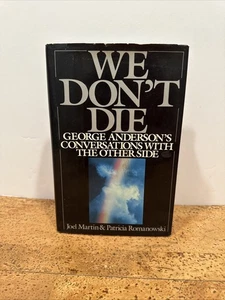 WE
DON'T
DIE
GEORGE ANDERSON'S
CONVERSATIONS WITH
THE OTHER SIDE
Joel Martin & Patricia Romanowski